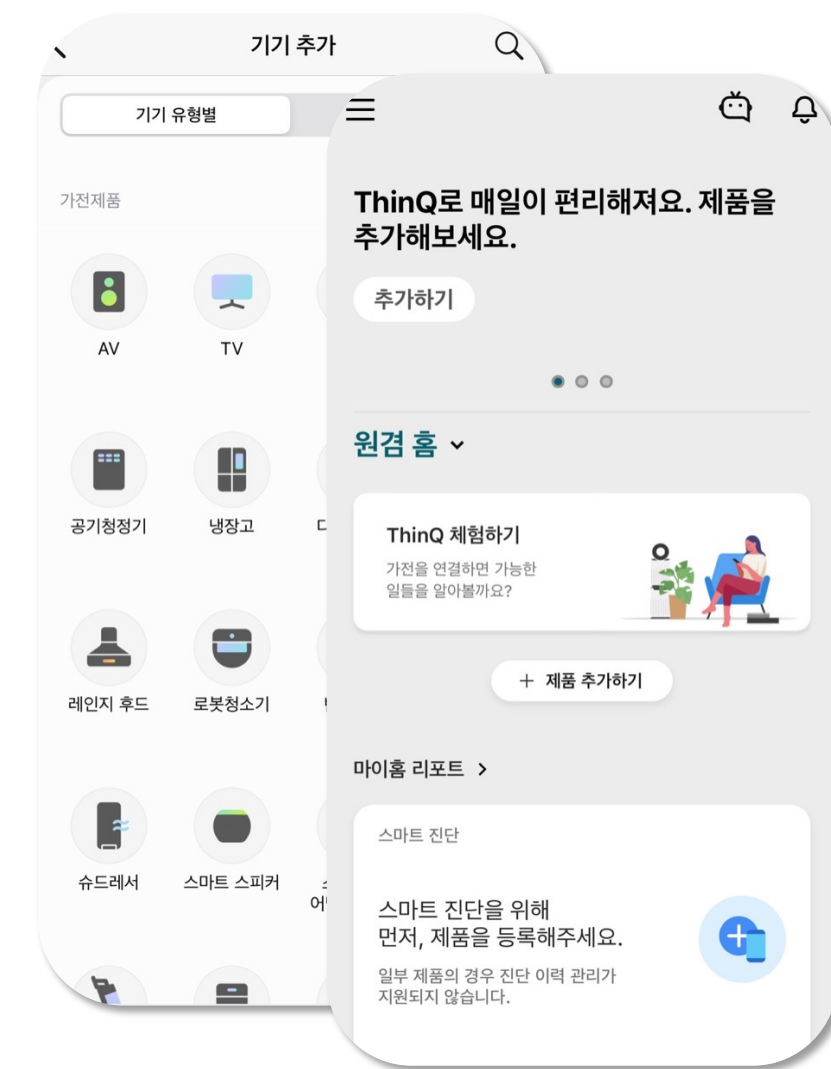 기기 추가
기기 유형별
가전제품
AV
TV
공기청정기
냉장고
레인지 후드
로봇청소기
슈드레서
스마트 스피커
ThinQ로 매일이 편리해져요. 제품을
추가해보세요.
추가하기
원겸 홈
ThinQ 체험하기
가전을 연결하면 가능한
일들을 알아볼까요?
+ 제품 추가하기
마이홈 리포트 >
스마트 진단
스마트 진단을 위해
먼저, 제품을 등록해주세요.
일부 제품의 경우 진단 이력 관리가
지원되지 않습니다.